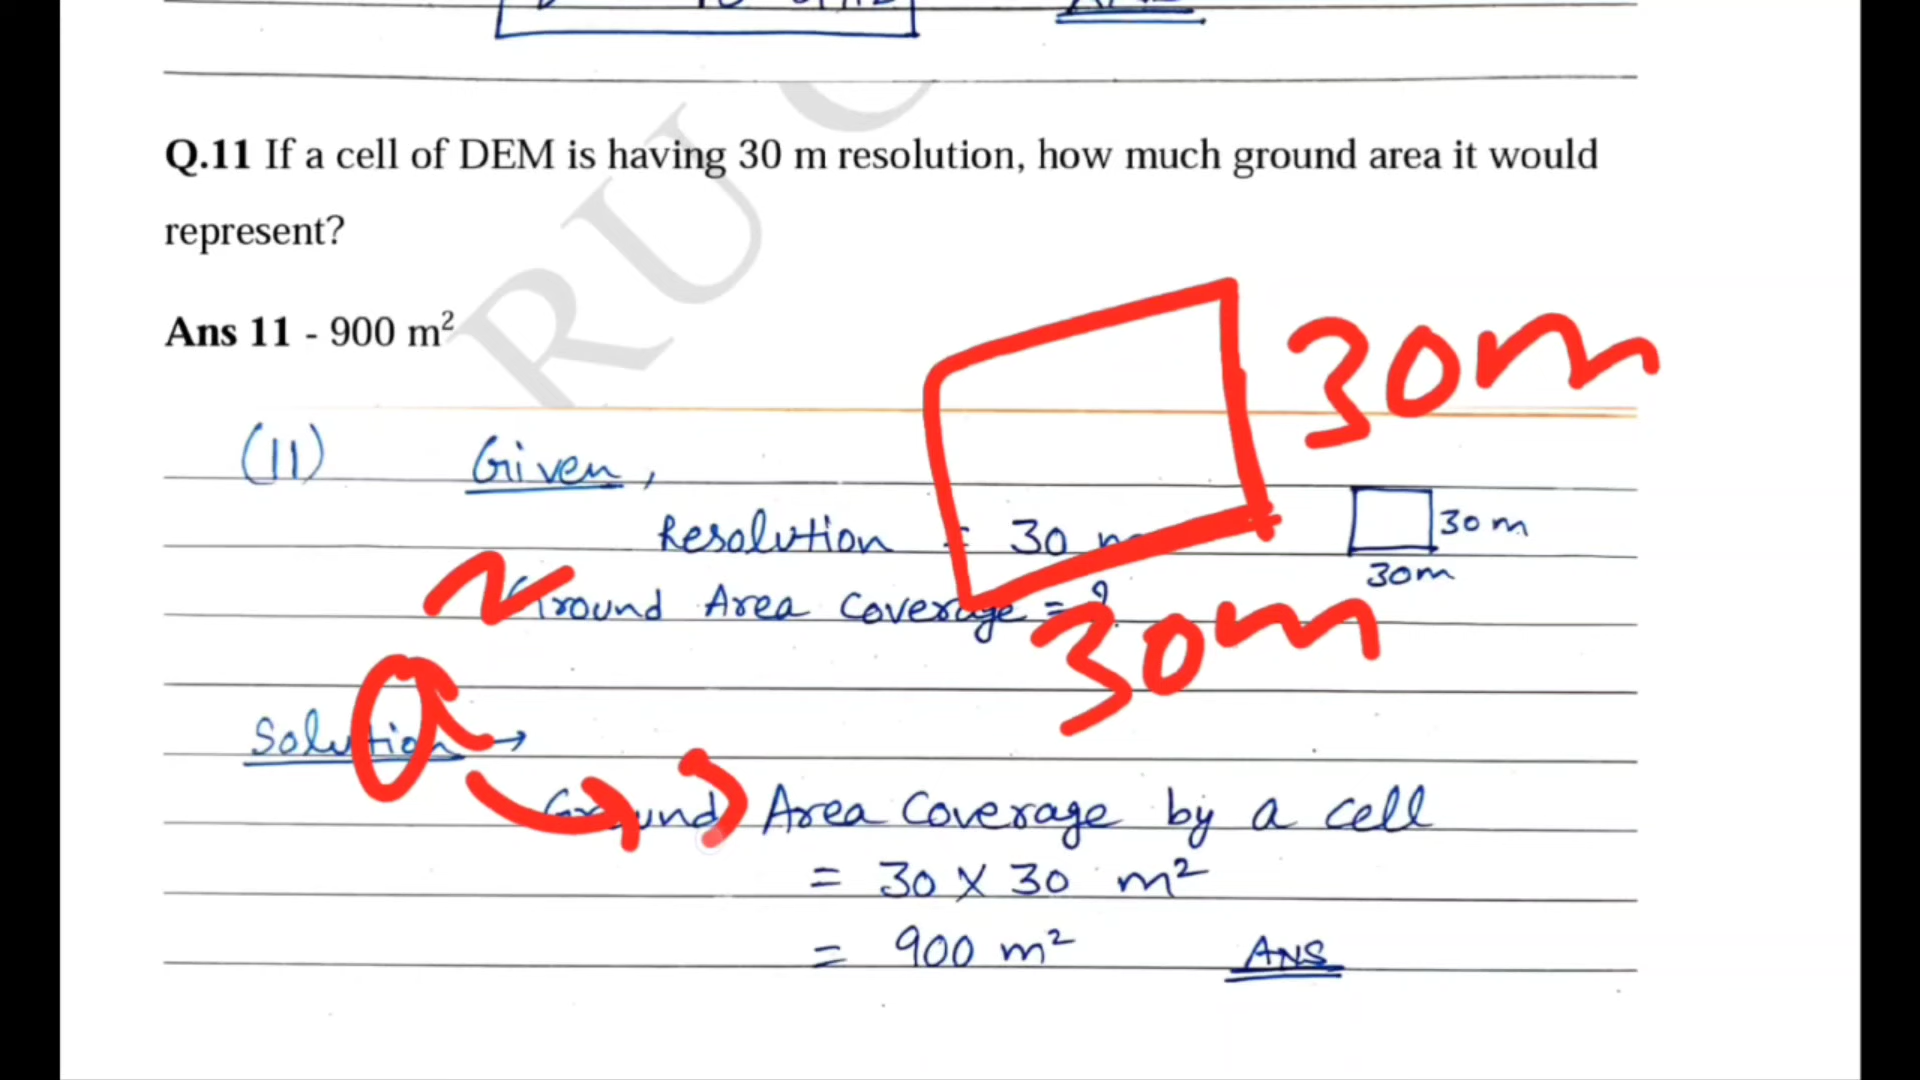 RU
Q.11 If a cell of DEM is having 30 m resolution, how much ground area it would
represent?
Ans 11 - 900 m²
30m
(11) Given,
Resolution = 30 m
30 m
30m
Ground Area Coverage = ?
30m
Solution →
Ground Area Coverage by a cell
= 30 X 30 m²
= 900 m² ANS